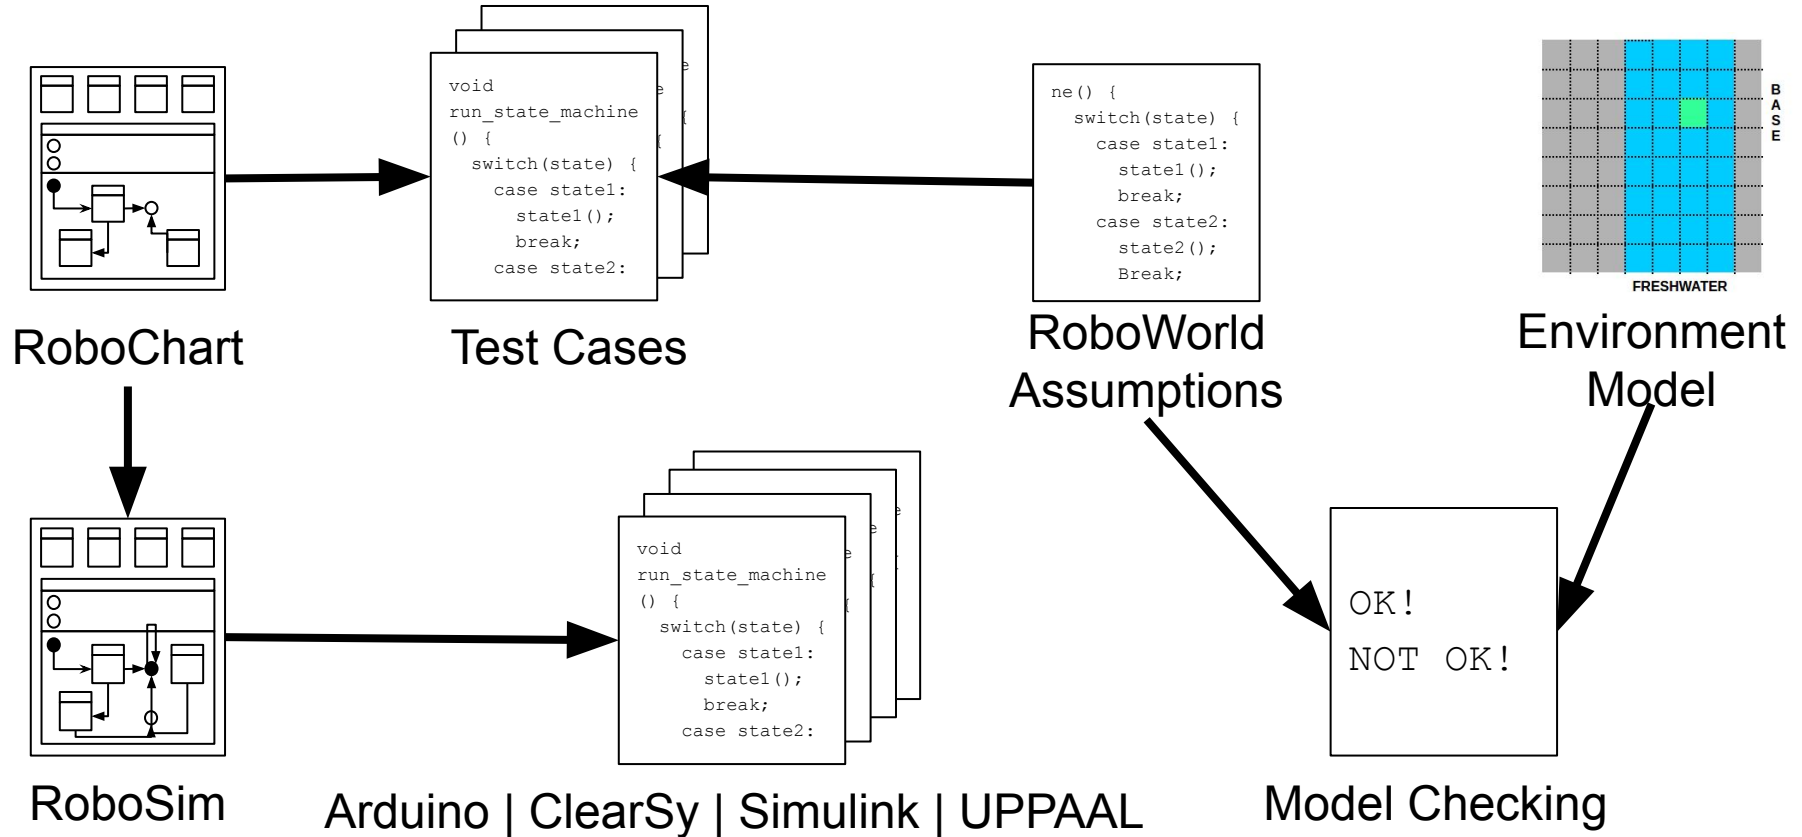 void
run_state_machine
() {
switch(state) {
case state1:
state1();
break;
case state2:
e
e
{
{
ne() {
switch(state) {
case state1:
state1();
break;
case state2:
state2();
Break;
B
A
S
E
FRESHWATER
RoboChart
Test Cases
RoboWorld
Assumptions
Environment
Model
void
run_state_machine
() {
switch(state) {
case state1:
state1();
break;
case state2:
e
e
e
{
{
OK!
NOT OK!
RoboSim
Arduino | ClearSy | Simulink | UPPAAL
Model Checking